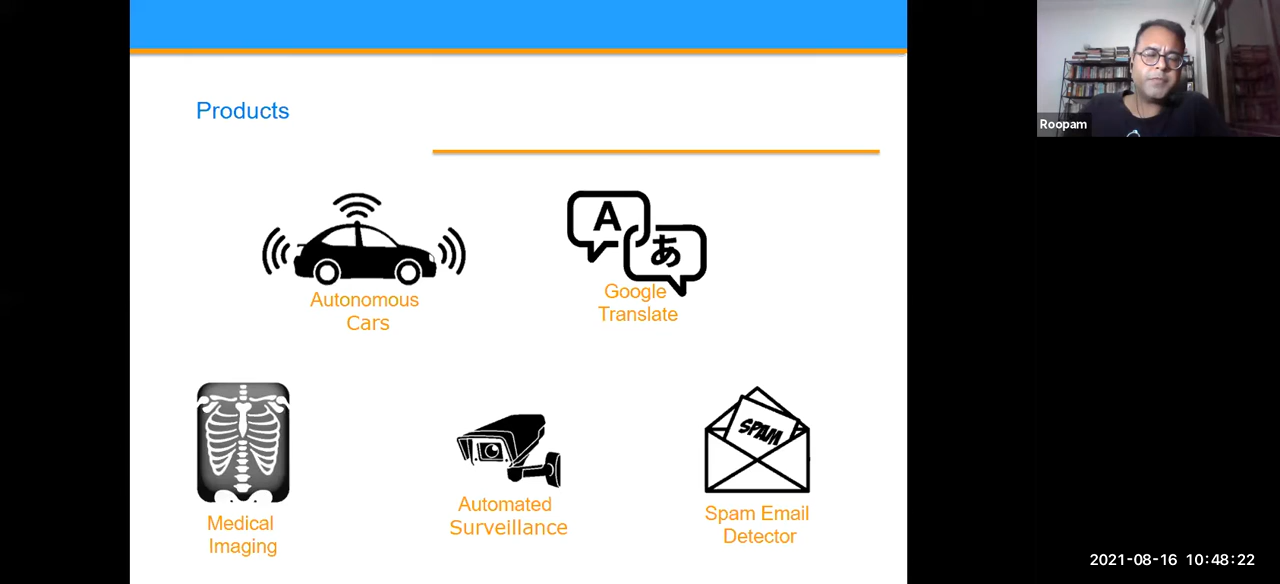 Products
Roopam
A
あ
Google
Translate
Autonomous
Cars
SPAM
Medical
Imaging
Automated
Surveillance
Spam Email
Detector
2021-08-16 10:48:22